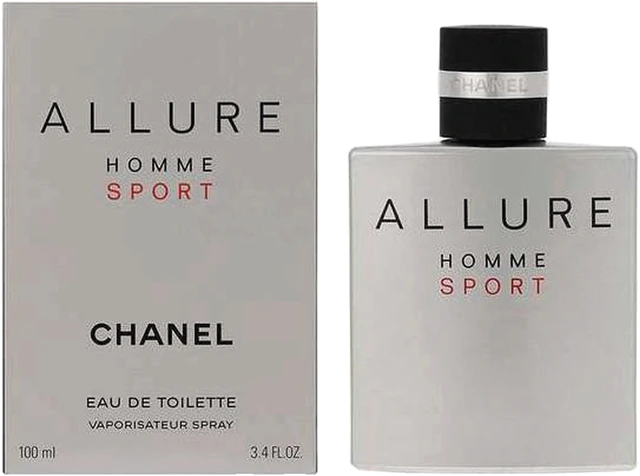 ALLURE
HOMME
SPORT
CHANEL
EAU DE TOILETTE
VAPORISATEUR SPRAY
100 ml 3.4 FL.OZ.
CHANEL
ALLURE
HOMME
SPORT